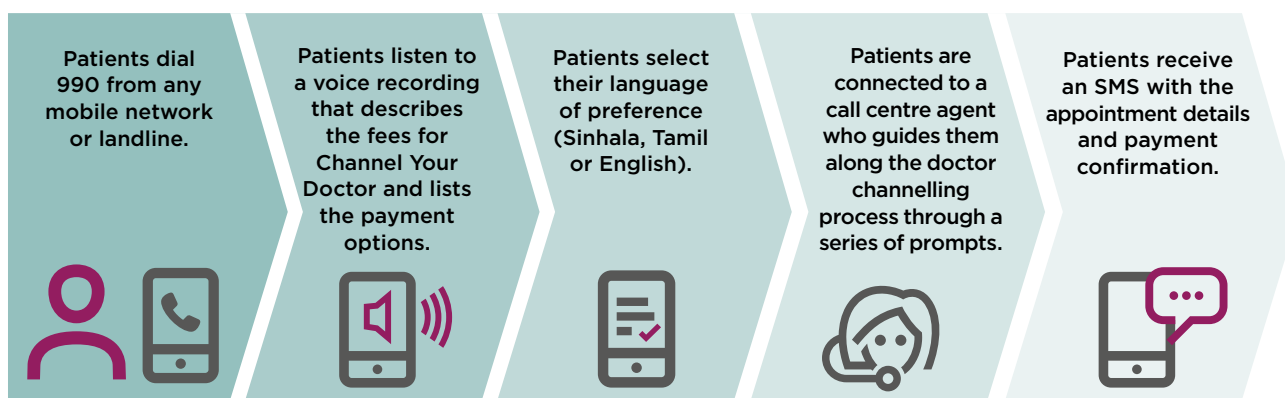 Patients dial
990 from any
mobile network
or landline.
Patients listen to
a voice recording
that describes
the fees for
Channel Your
Doctor and lists
the payment
options.
Patients select
their language
of preference
(Sinhala, Tamil
or English).
Patients are
connected to a
call centre agent
who guides them
along the doctor
channelling
process through a
series of prompts.
Patients receive
an SMS with the
appointment details
and payment
confirmation.